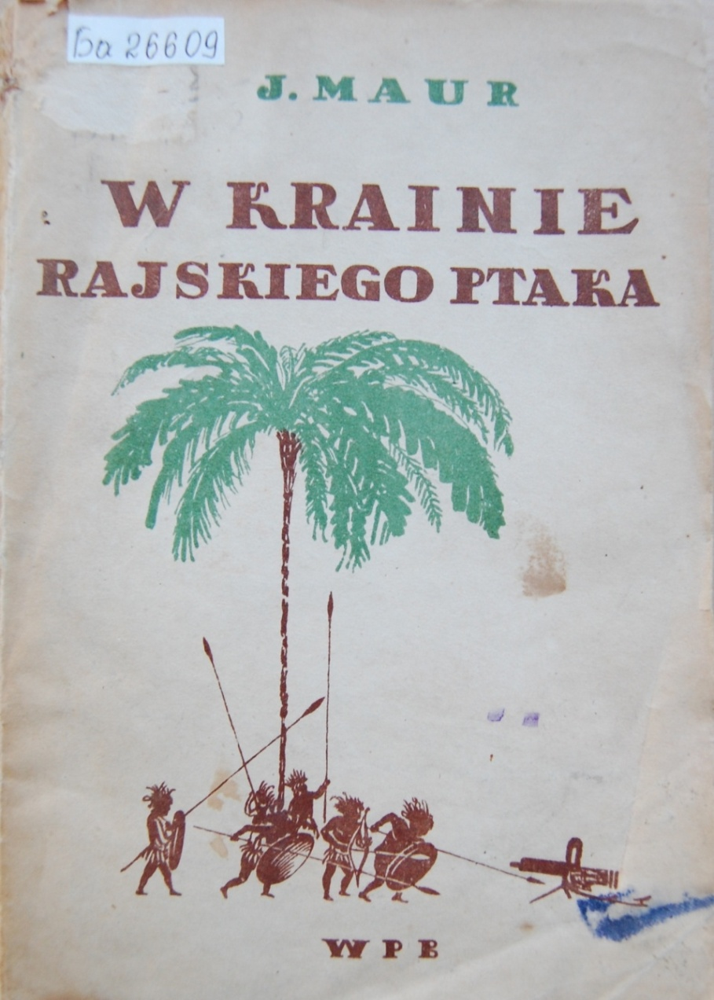 Ба 26609
J. MAUR
W KRAINIE
RAJSKIEGO PTAKA
WPB